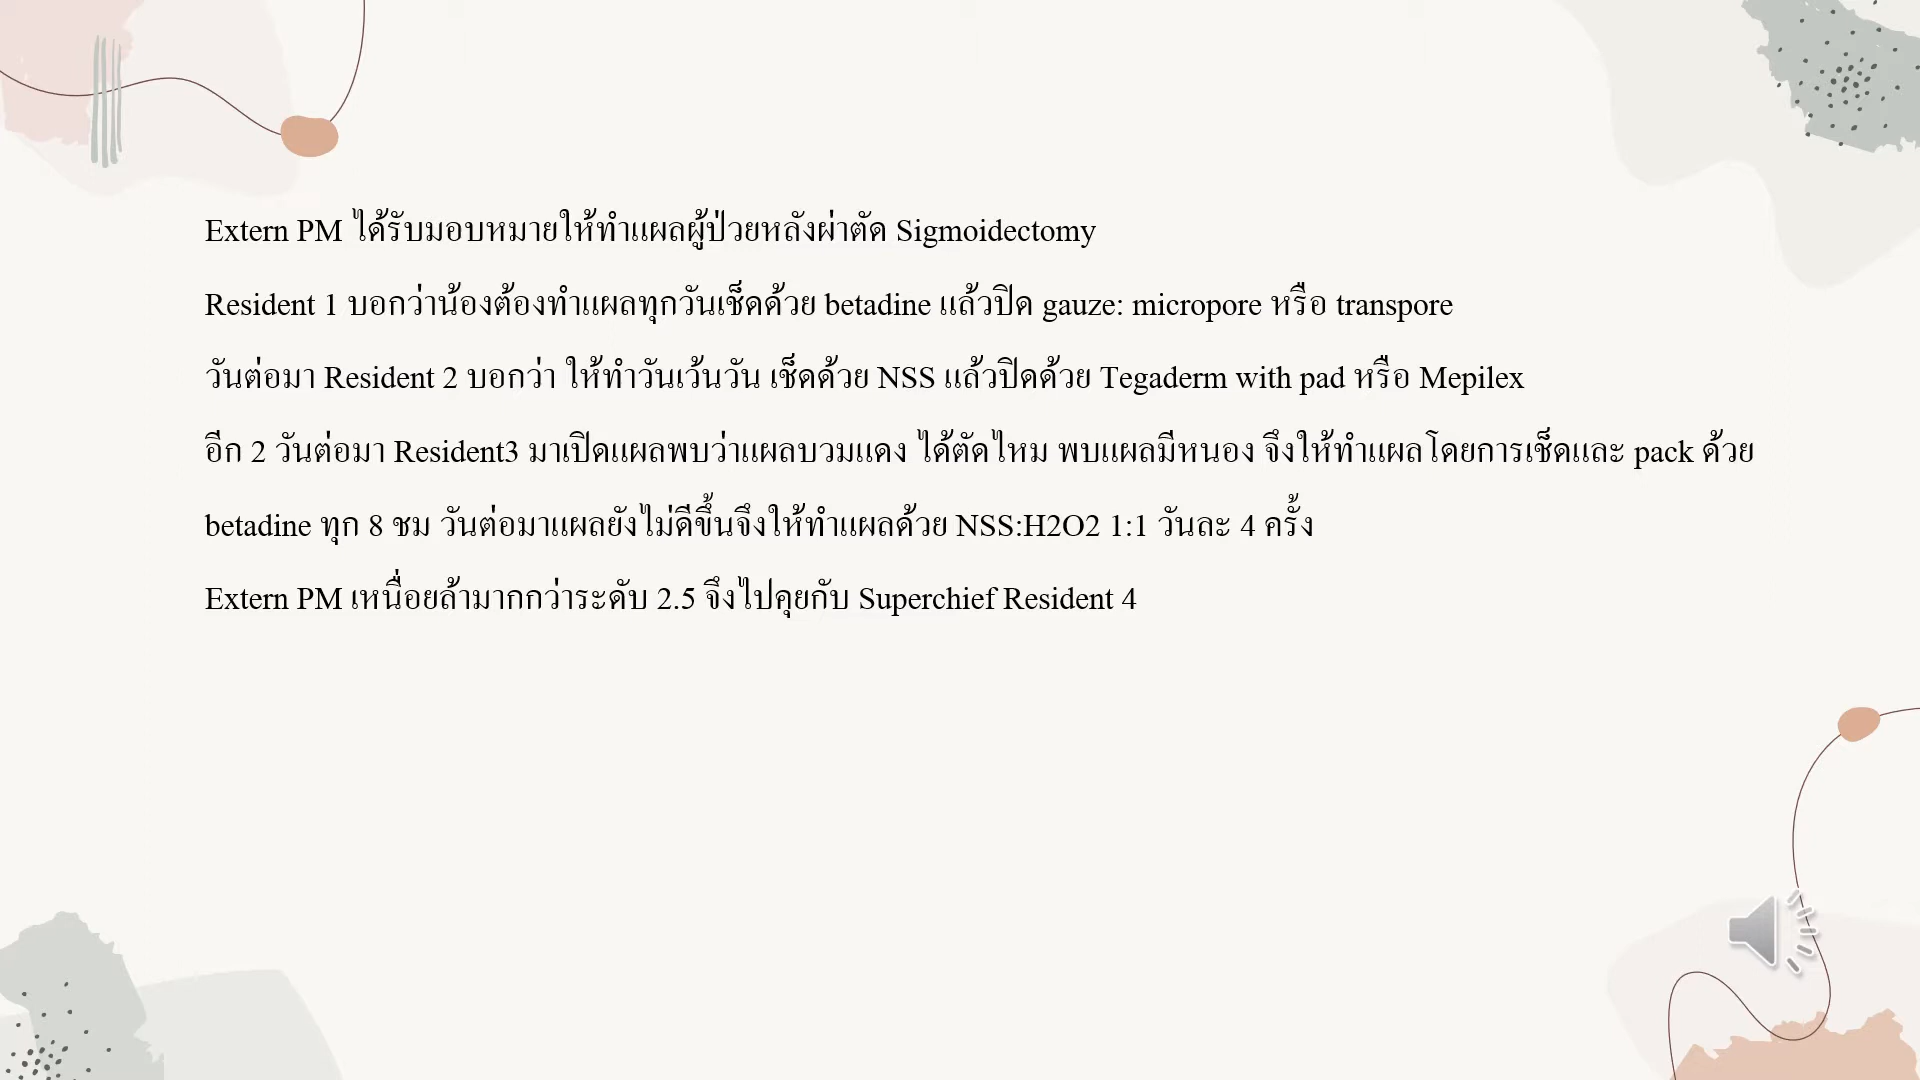 Extern PM ได้รับมอบหมายให้ทำแผลผู้ป่วยหลังผ่าตัด Sigmoidectomy
Resident 1 บอกว่าน้องต้องทำแผลทุกวันเช็ดด้วย betadine แล้วปิด gauze: micropore หรือ transpore
วันต่อมา Resident 2 บอกว่า ให้ทำวันเว้นวัน เช็ดด้วย NSS แล้วปิดด้วย Tegaderm with pad หรือ Mepilex
อีก 2 วันต่อมา Resident3 มาเปิดแผลพบว่าแผลบวมแดง ได้ตัดไหม พบแผลมีหนอง จึงให้ทำแผลโดยการเช็ดและ pack ด้วย
betadine ทุก 8 ชม วันต่อมาแผลยังไม่ดีขึ้นจึงให้ทำแผลด้วย NSS:H2O2 1:1 วันละ 4 ครั้ง
Extern PM เหนื่อยล้ามากกว่าระดับ 2.5 จึงไปคุยกับ Superchief Resident 4